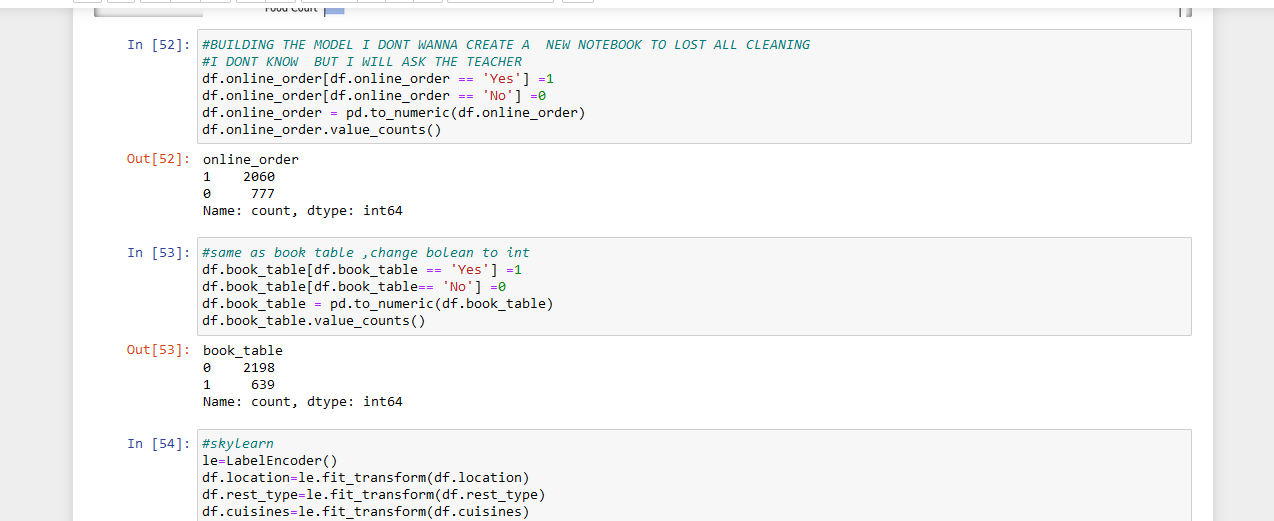 Food Court
In [52]: #BUILDING THE MODEL I DONT WANNA CREATE A  NEW NOTEBOOK TO LOST ALL CLEANING
#I DONT KNOW  BUT I WILL ASK THE TEACHER
df.online_order[df.online_order == 'Yes'] =1
df.online_order[df.online_order == 'No'] =0
df.online_order = pd.to_numeric(df.online_order)
df.online_order.value_counts()
Out[52]: online_order
1    2060
0     777
Name: count, dtype: int64
In [53]: #same as book table ,change bolean to int
df.book_table[df.book_table == 'Yes'] =1
df.book_table[df.book_table== 'No'] =0
df.book_table = pd.to_numeric(df.book_table)
df.book_table.value_counts()
Out[53]: book_table
0    2198
1     639
Name: count, dtype: int64
In [54]: #skylearn
le=LabelEncoder()
df.location=le.fit_transform(df.location)
df.rest_type=le.fit_transform(df.rest_type)
df.cuisines=le.fit_transform(df.cuisines)